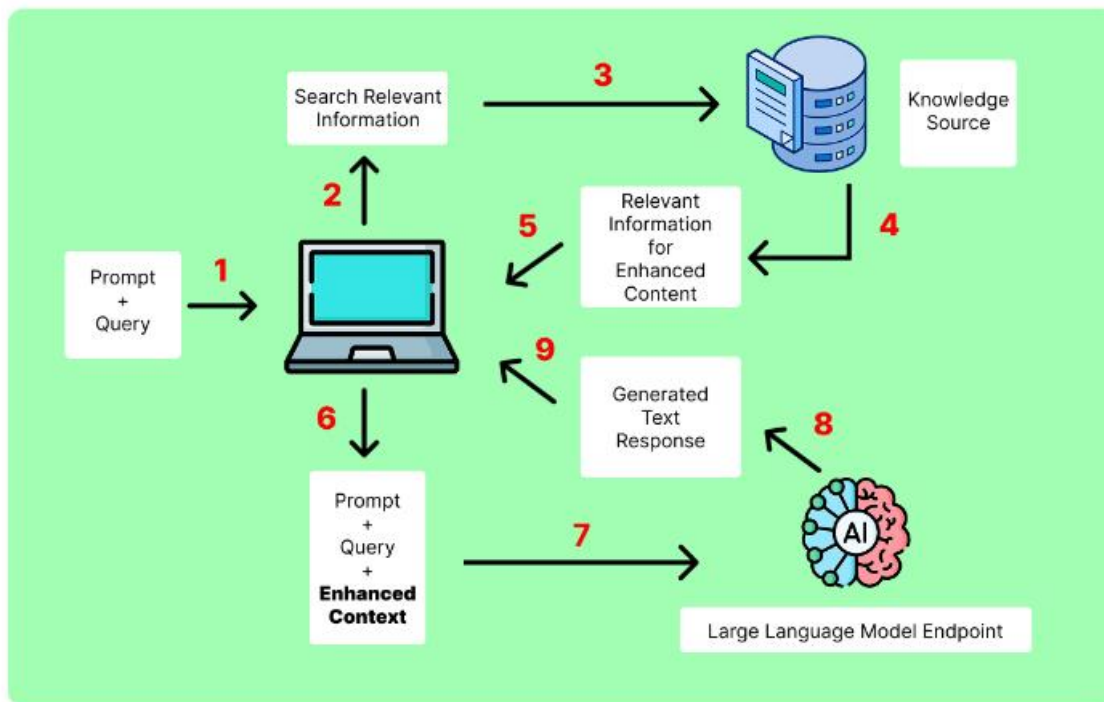 3
Search Relevant
Information
Knowledge
Source
2
Relevant
Information
for
Enhanced
Content
4
5
1
Prompt
+
Query
9
6
Generated
Text
Response
8
Prompt
+
Query
+
Enhanced
Context
7
AI
Large Language Model Endpoint